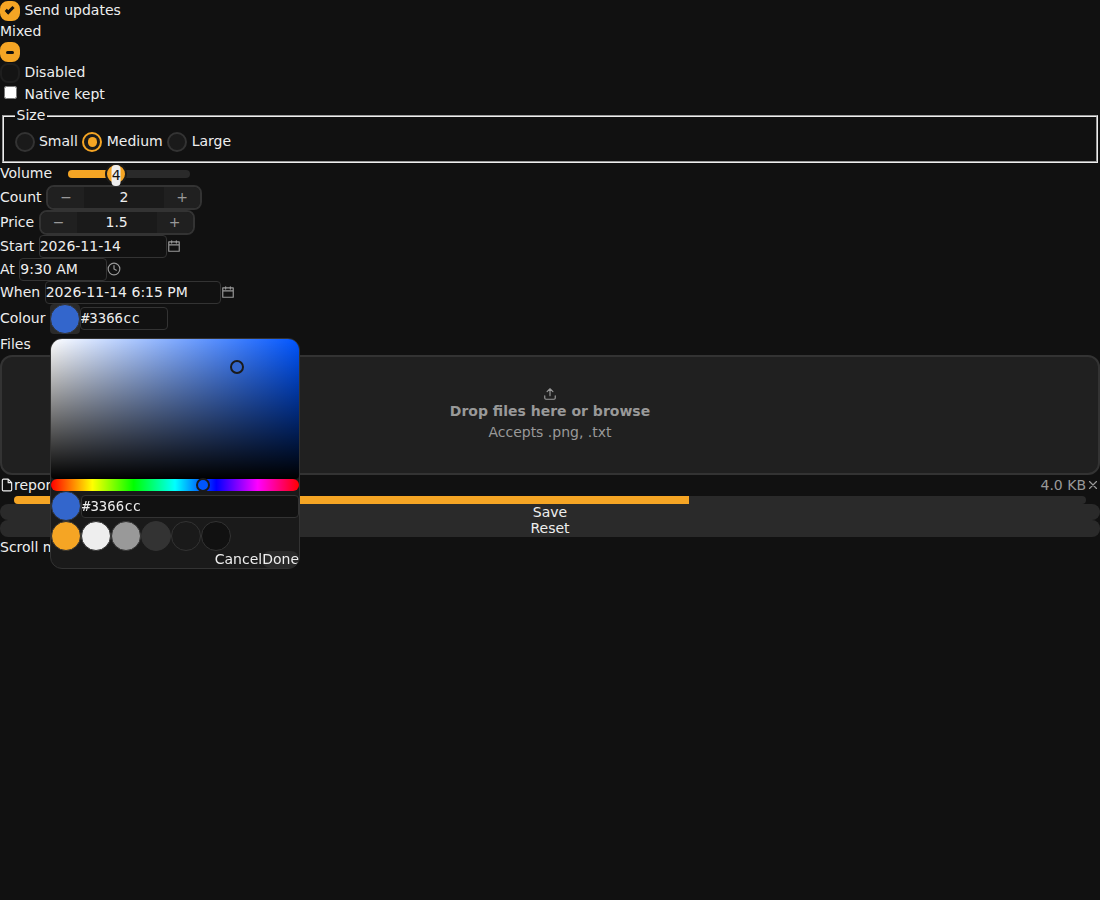 Send updates
Mixed
Disabled
Native kept
Size
Small Medium Large
Volume 4
Count − 2 +
Price − 1.5 +
Start 2026-11-14
At 9:30 AM
When 2026-11-14 6:15 PM
Colour #3366cc
Files
Drop files here or browse
Accepts .png, .txt
4.0 KB
#3366cc
Save
Reset
Scroll
Cancel Done